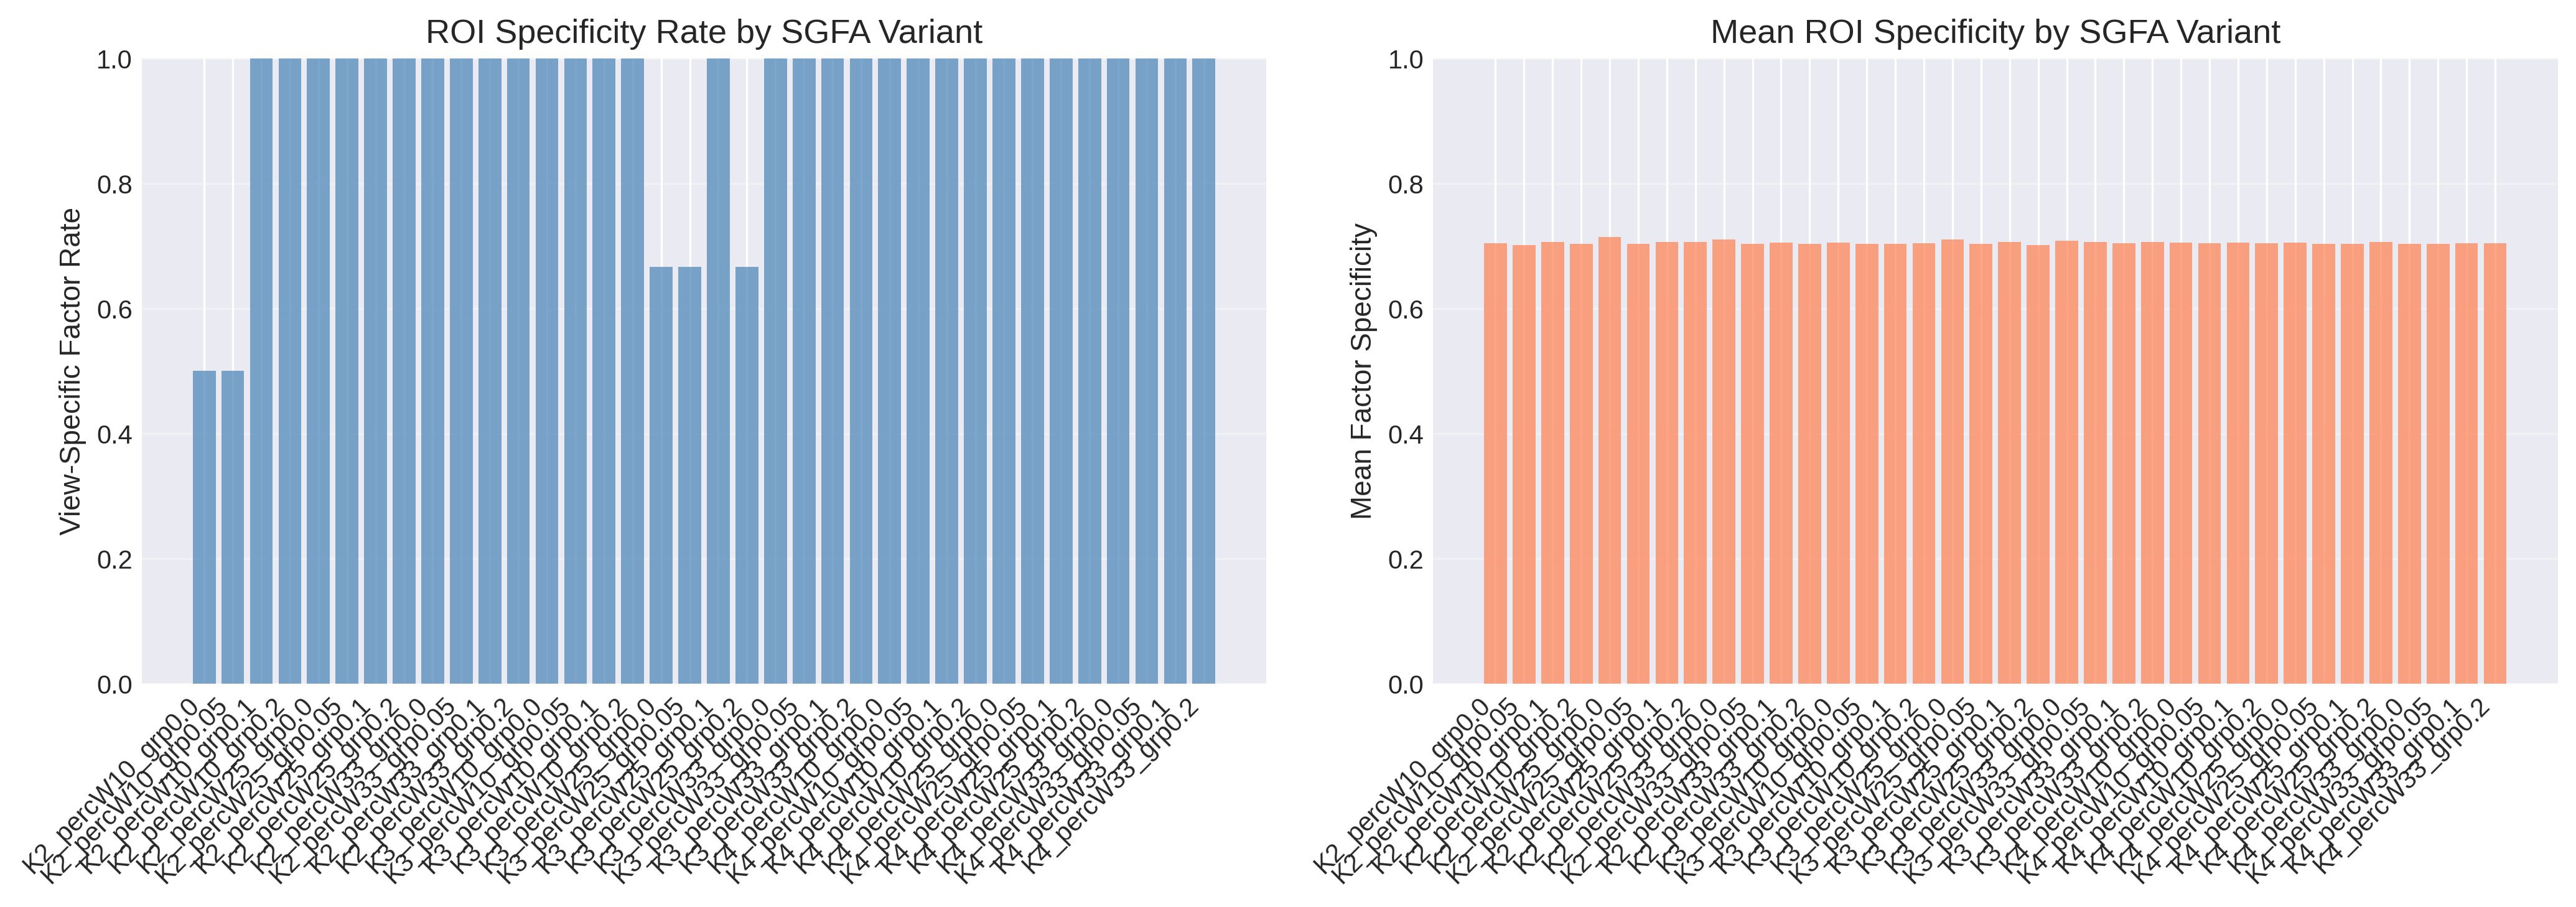 ROI Specificity Rate by SGFA Variant
View-Specific Factor Rate
1.0
0.8
0.6
0.4
0.2
0.0
K2_percW10_grp0.0
K2_percW10_grp0.05
K2_percW10_grp0.1
K2_percW10_grp0.2
K2_percW25_grp0.0
K2_percW25_grp0.05
K2_percW25_grp0.1
K2_percW25_grp0.2
K2_percW33_grp0.0
K2_percW33_grp0.05
K2_percW33_grp0.1
K2_percW33_grp0.2
K3_percW10_grp0.0
K3_percW10_grp0.05
K3_percW10_grp0.1
K3_percW10_grp0.2
K3_percW25_grp0.0
K3_percW25_grp0.05
K3_percW25_grp0.1
K3_percW25_grp0.2
K3_percW33_grp0.0
K3_percW33_grp0.05
K3_percW33_grp0.1
K3_percW33_grp0.2
K4_percW10_grp0.0
K4_percW10_grp0.05
K4_percW10_grp0.1
K4_percW10_grp0.2
K4_percW25_grp0.0
K4_percW25_grp0.05
K4_percW25_grp0.1
K4_percW25_grp0.2
K4_percW33_grp0.0
K4_percW33_grp0.05
K4_percW33_grp0.1
K4_percW33_grp0.2
Mean ROI Specificity by SGFA Variant
Mean Factor Specificity
1.0
0.8
0.6
0.4
0.2
0.0
K2_percW10_grp0.0
K2_percW10_grp0.05
K2_percW10_grp0.1
K2_percW10_grp0.2
K2_percW25_grp0.0
K2_percW25_grp0.05
K2_percW25_grp0.1
K2_percW25_grp0.2
K2_percW33_grp0.0
K2_percW33_grp0.05
K2_percW33_grp0.1
K2_percW33_grp0.2
K3_percW10_grp0.0
K3_percW10_grp0.05
K3_percW10_grp0.1
K3_percW10_grp0.2
K3_percW25_grp0.0
K3_percW25_grp0.05
K3_percW25_grp0.1
K3_percW25_grp0.2
K3_percW33_grp0.0
K3_percW33_grp0.05
K3_percW33_grp0.1
K3_percW33_grp0.2
K4_percW10_grp0.0
K4_percW10_grp0.05
K4_percW10_grp0.1
K4_percW10_grp0.2
K4_percW25_grp0.0
K4_percW25_grp0.05
K4_percW25_grp0.1
K4_percW25_grp0.2
K4_percW33_grp0.0
K4_percW33_grp0.05
K4_percW33_grp0.1
K4_percW33_grp0.2